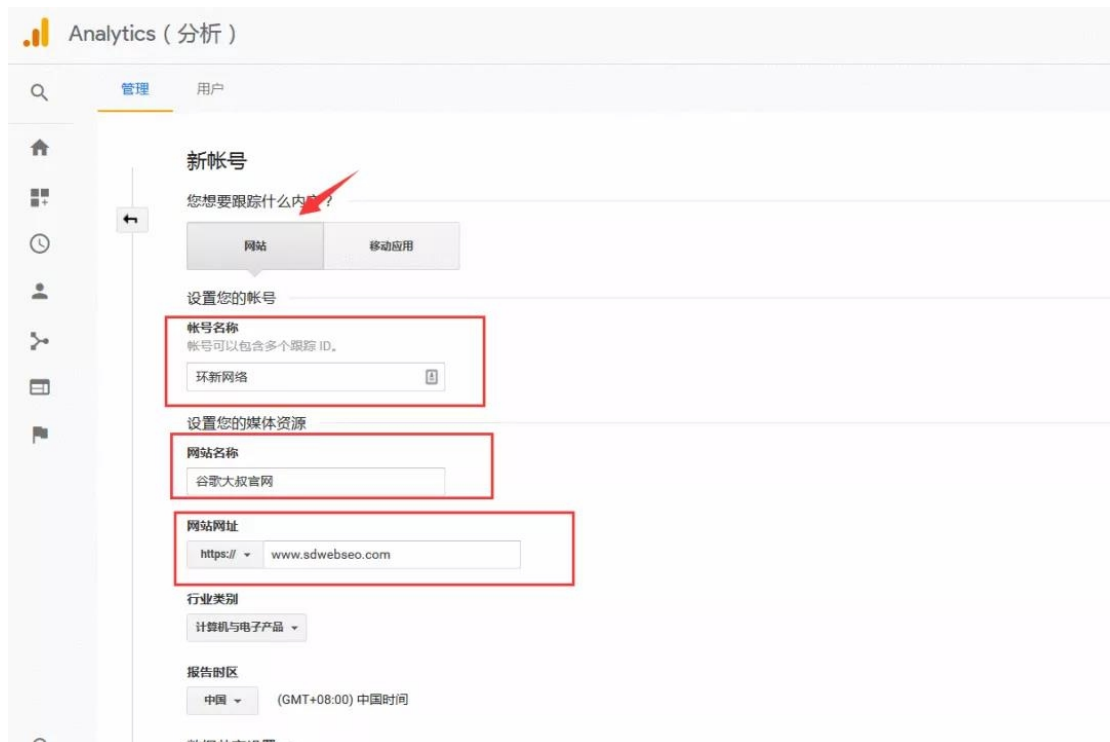 Analytics ( 分析 )
管理 用户
新帐号
您想要跟踪什么内容？
网站 移动应用
设置您的帐号
帐号名称
帐号可以包含多个跟踪 ID。
环新网络
设置您的媒体资源
网站名称
谷歌大叔官网
网站网址
https:// www.sdwebseo.com
行业类别
计算机与电子产品
报告时区
中国 (GMT+08:00) 中国时间